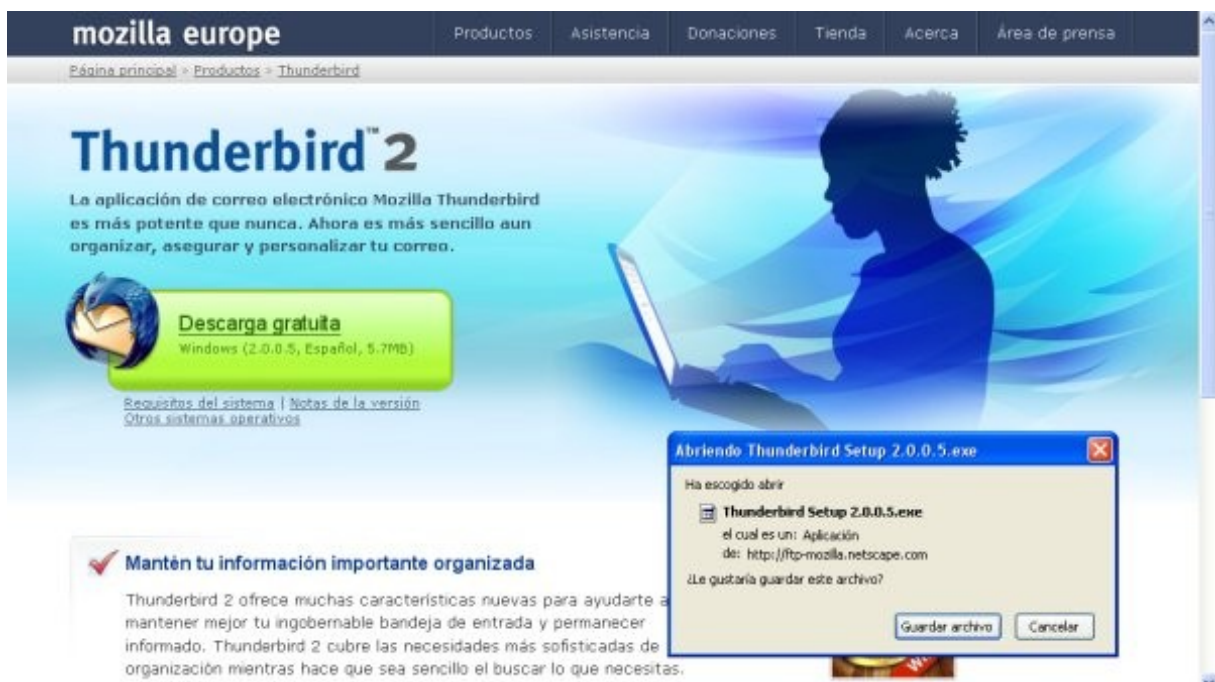 mozilla europe
Productos
Asistencia
Donaciones
Tienda
Acerca
Área de prensa
Página principal » Productos » Thunderbird
Thunderbird™ 2
La aplicación de correo electrónico Mozilla Thunderbird
es más potente que nunca. Ahora es más sencillo aun
organizar, asegurar y personalizar tu correo.
Descarga gratuita
Windows (2.0.0.5, Español, 5.7MB)
Requisitos del sistema | Notas de la versión
Otros sistemas operativos
Abriendo Thunderbird Setup 2.0.0.5.exe
Ha escogido abrir
Thunderbird Setup 2.0.0.5.exe
el cual es un: Aplicación
de: http://ftp-mozilla.netscape.com
¿Le gustaría guardar este archivo?
Guardar archivo
Cancelar
Mantén tu información importante organizada
Thunderbird 2 ofrece muchas características nuevas para ayudarte a
mantener mejor tu ingobernable bandeja de entrada y permanecer
informado. Thunderbird 2 cubre las necesidades más sofisticadas de
organización mientras hace que sea sencillo el buscar lo que necesitas.